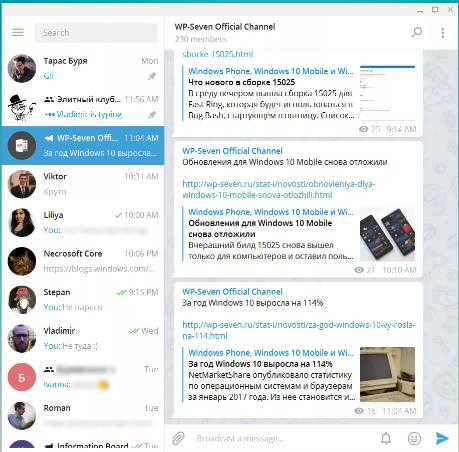 Search
Тарас Буря Mon
GIF
Элитный клуб... 11:56 AM
Vladimir is typing
WP-Seven Offi... 11:04 AM
За год Windows 10 выросла...
Viktor 10:31 AM
Круто
Liliya 10:00 AM
You:
Necrosoft Core 10:06 PM
https://blogs.windows.com/...
Stepan 9:15 PM
You: Не парься
Vladimir Wed
You: Не туда :)
Б
Tue
Ivanna:
Roman Tue
Information Board Tue
WP-Seven Official Channel
230 members
sborke-15025.html
Windows Phone, Windows 10 Mobile и Wi...
Что нового в сборке 15025
В среду вечером вышла сборка 15025 для
Fast Ring, которая будет использоваться в
Bug Bash, стартующем в пятницу. Список...
25 9:14 AM
WP-Seven Official Channel
Обновления для Windows 10 Mobile снова отложили
http://wp-seven.ru/stat-i/novosti/obnovleniya-dlya-
windows-10-mobile-snova-otlozhili.html
Windows Phone, Windows 10 Mobile и Wi...
Обновления для Windows 10 Mobile
снова отложили
Вчерашний билд 15025 снова вышел
только для компьютеров и оставил поль...
21 10:10 AM
WP-Seven Official Channel
За год Windows 10 выросла на 114%
http://wp-seven.ru/stat-i/novosti/za-god-windows-10-vy-rosla-
na-114.html
Windows Phone, Windows 10 Mobile и Wi...
За год Windows 10 выросла на 114%
NetMarketShare опубликовало статистику
по операционным системам и браузерам
за январь 2017 года. Из нее становится и...
16 11:04 AM
Broadcast a message...